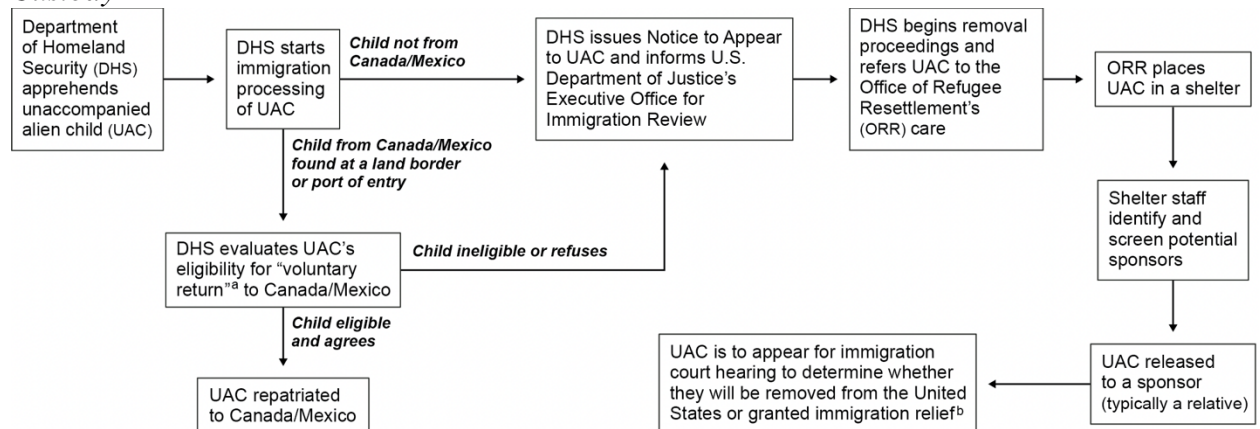 Department
of Homeland
Security (DHS)
apprehends
unaccompanied
alien child (UAC)
DHS starts
immigration
processing
of UAC
Child not from
Canada/Mexico
DHS issues Notice to Appear
to UAC and informs U.S.
Department of Justice's
Executive Office for
Immigration Review
DHS begins removal
proceedings and
refers UAC to the
Office of Refugee
Resettlement's
(ORR) care
ORR places
UAC in a shelter
Child from Canada/Mexico
found at a land border
or port of entry
DHS evaluates UAC's
eligibility for "voluntary
return"a to Canada/Mexico
Child ineligible or refuses
Shelter staff
identify and
screen potential
sponsors
Child eligible
and agrees
UAC repatriated
to Canada/Mexico
UAC is to appear for immigration
court hearing to determine whether
they will be removed from the United
States or granted immigration reliefb
UAC released
to a sponsor
(typically a relative)